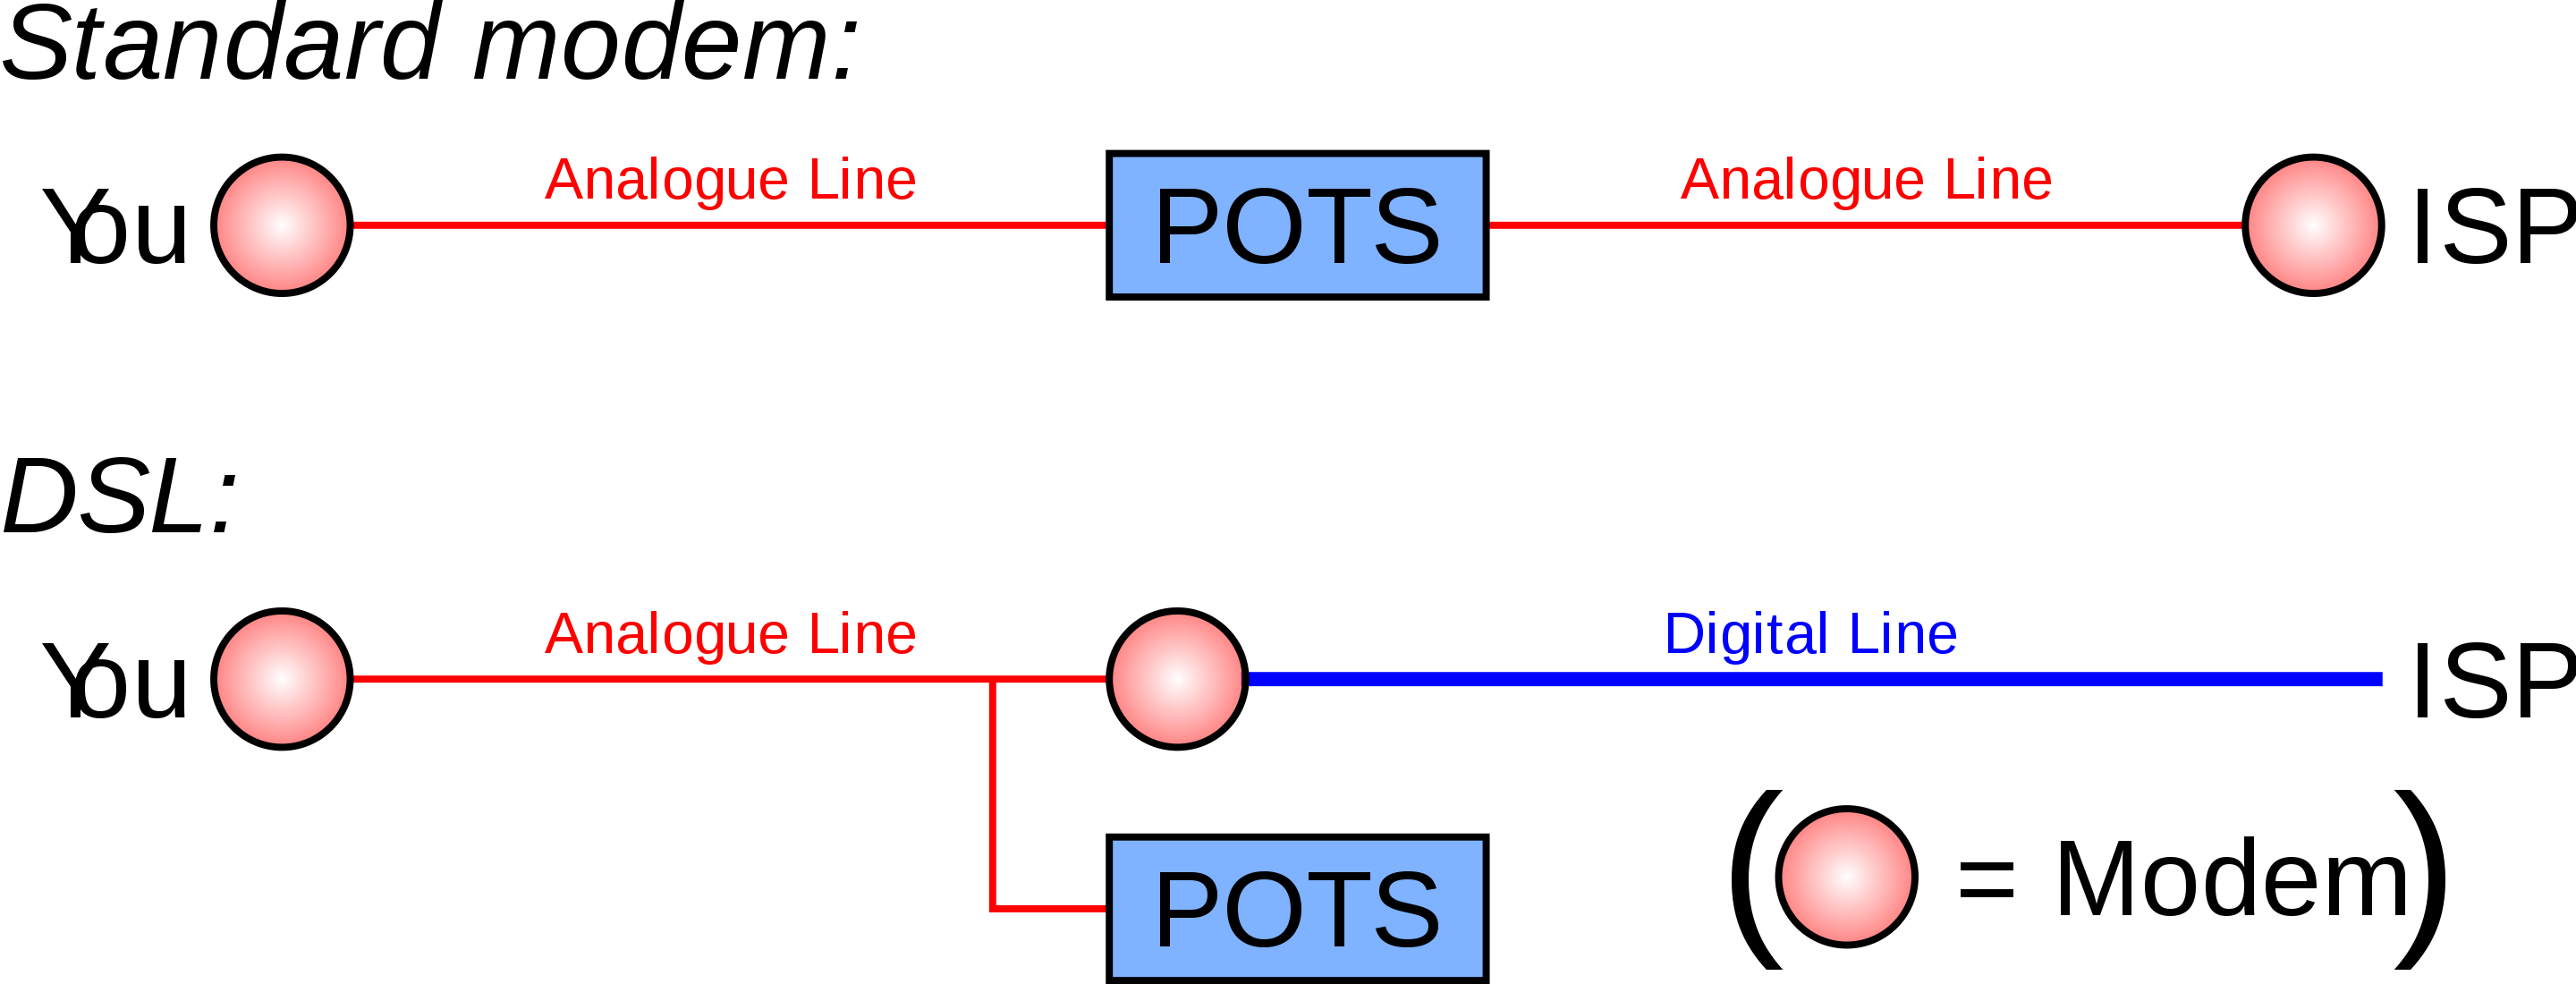 Standard modem:
You Analogue Line POTS Analogue Line ISP
DSL:
You Analogue Line Digital Line ISP
POTS ( = Modem)